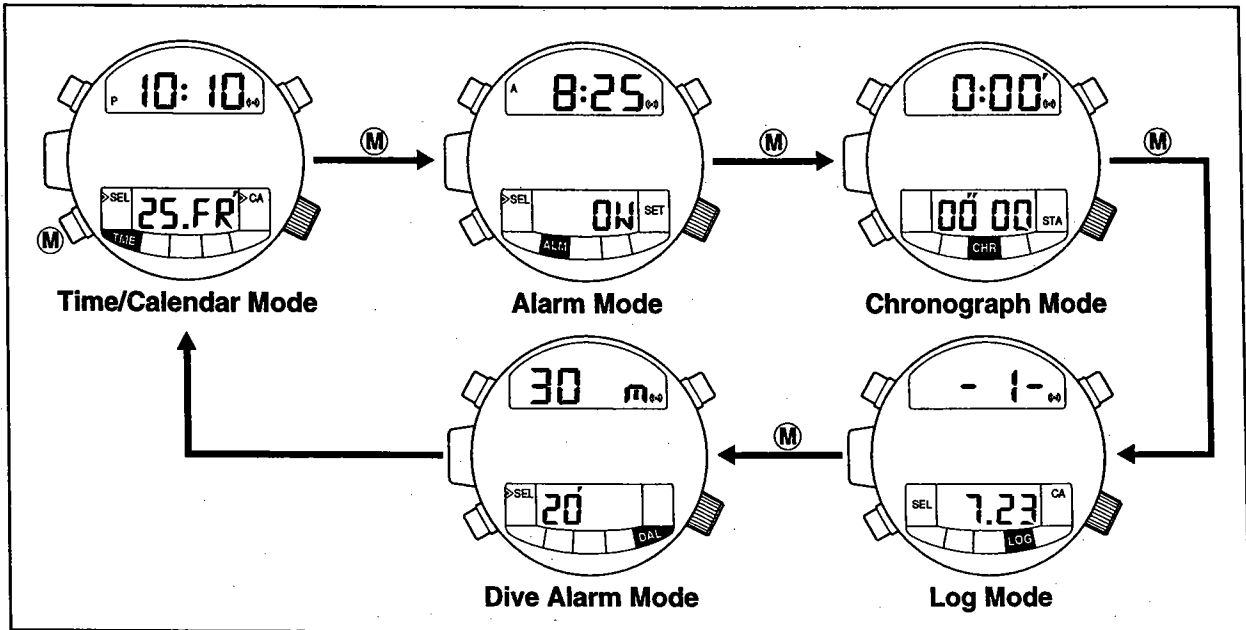 P 10:10
SEL 25.FR CA
TIME
M
Time/Calendar Mode
M
A 8:25
SEL ON SET
ALM
Alarm Mode
M
0:00'
00" 00 STA
CHR
Chronograph Mode
M
30 m
SEL 20'
DAL
Dive Alarm Mode
M
-1-
SEL 7.23 CA
LOG
Log Mode